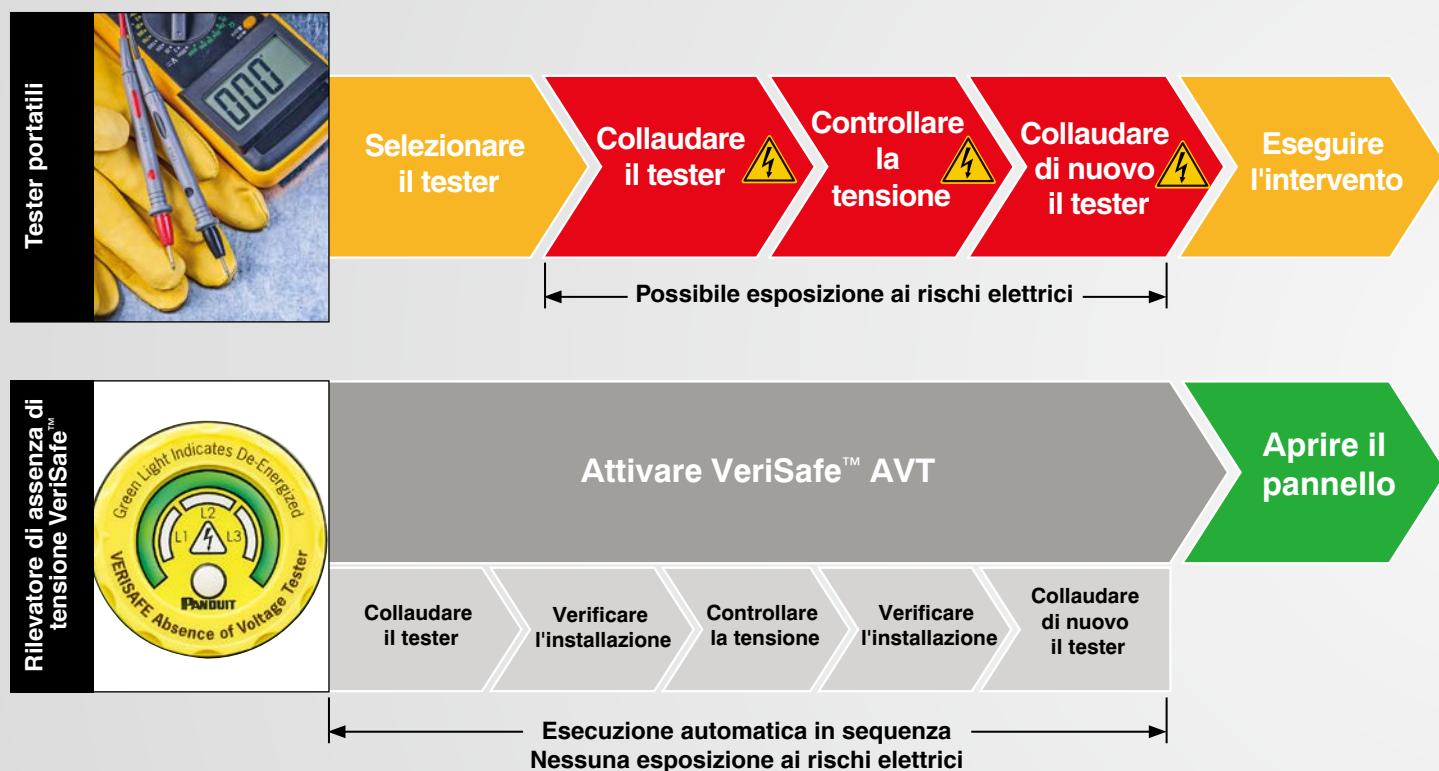 Tester portatili
000
Selezionare
il tester
Collaudare
il tester
Controllare
la
tensione
Collaudare
di nuovo
il tester
Eseguire
l'intervento
Possibile esposizione ai rischi elettrici
Rilevatore di assenza di
tensione VeriSafe™
Green Light Indicates De-Energized
L1
L2
L3
PANDUIT
VERISAFE Absence of Voltage Tester
Attivare VeriSafe™ AVT
Aprire il
pannello
Collaudare
il tester
Verificare
l'installazione
Controllare
la tensione
Verificare
l'installazione
Collaudare
di nuovo
il tester
Esecuzione automatica in sequenza
Nessuna esposizione ai rischi elettrici